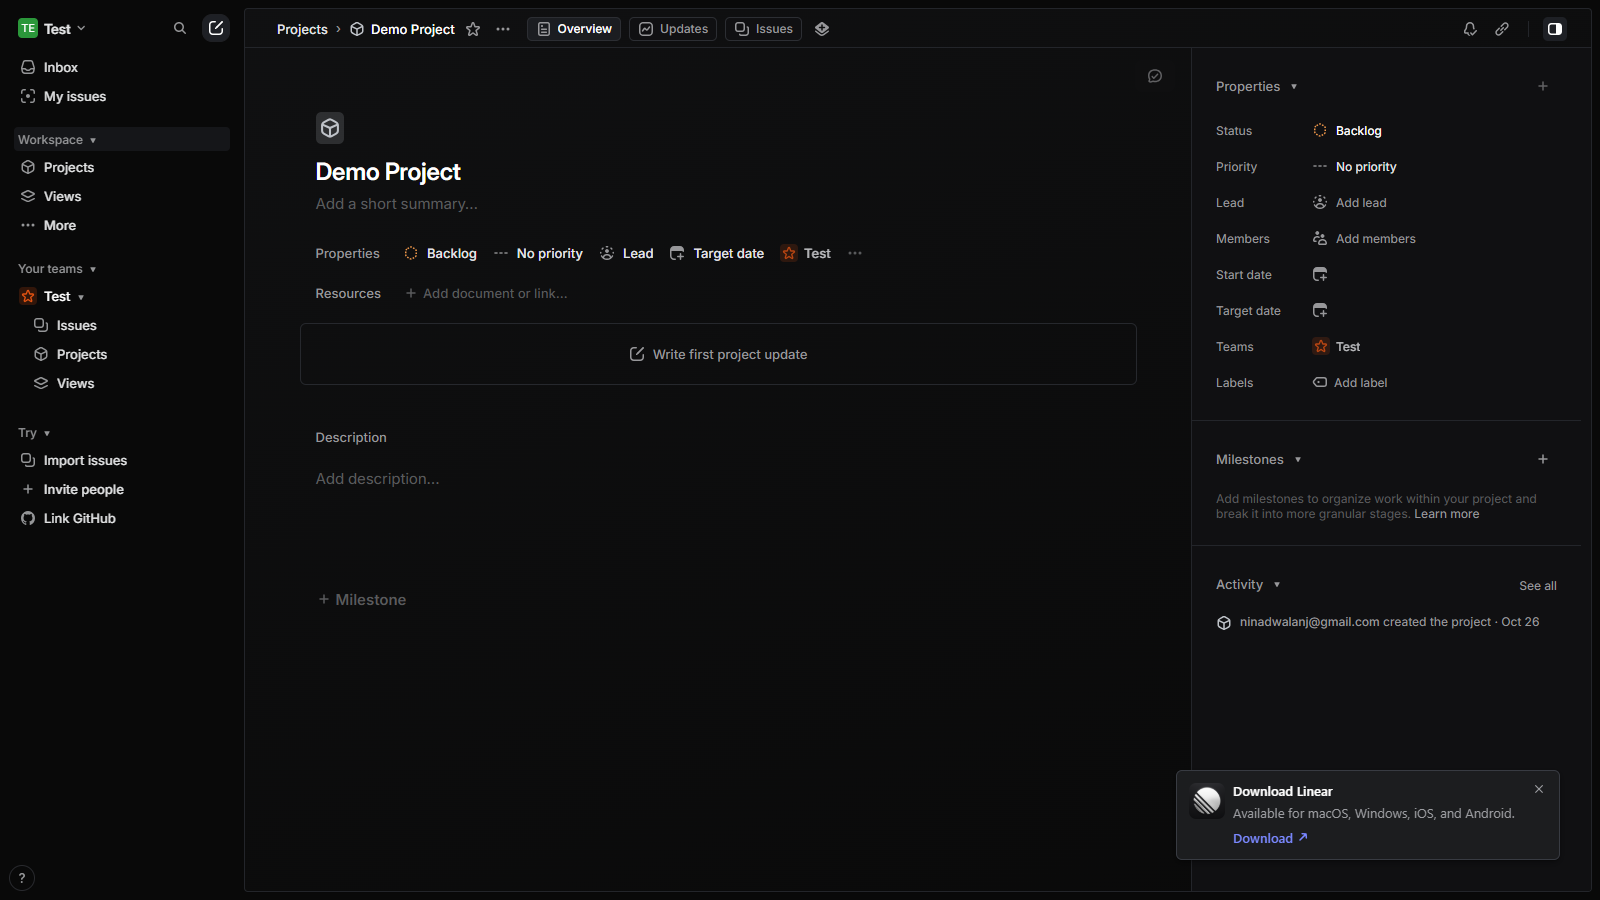 TE Test
Inbox
My issues
Workspace
Projects
Views
More
Your teams
Test
Issues
Projects
Views
Try
Import issues
Invite people
Link GitHub
?
Projects › Demo Project
Overview
Updates
Issues
Demo Project
Add a short summary...
Properties Backlog No priority Lead Target date Test
Resources + Add document or link...
Write first project update
Description
Add description...
+ Milestone
Properties
Status Backlog
Priority No priority
Lead Add lead
Members Add members
Start date
Target date
Teams Test
Labels Add label
Milestones
Add milestones to organize work within your project and
break it into more granular stages. Learn more
Activity See all
ninadwalanj@gmail.com created the project · Oct 26
Download Linear
Available for macOS, Windows, iOS, and Android.
Download ↗